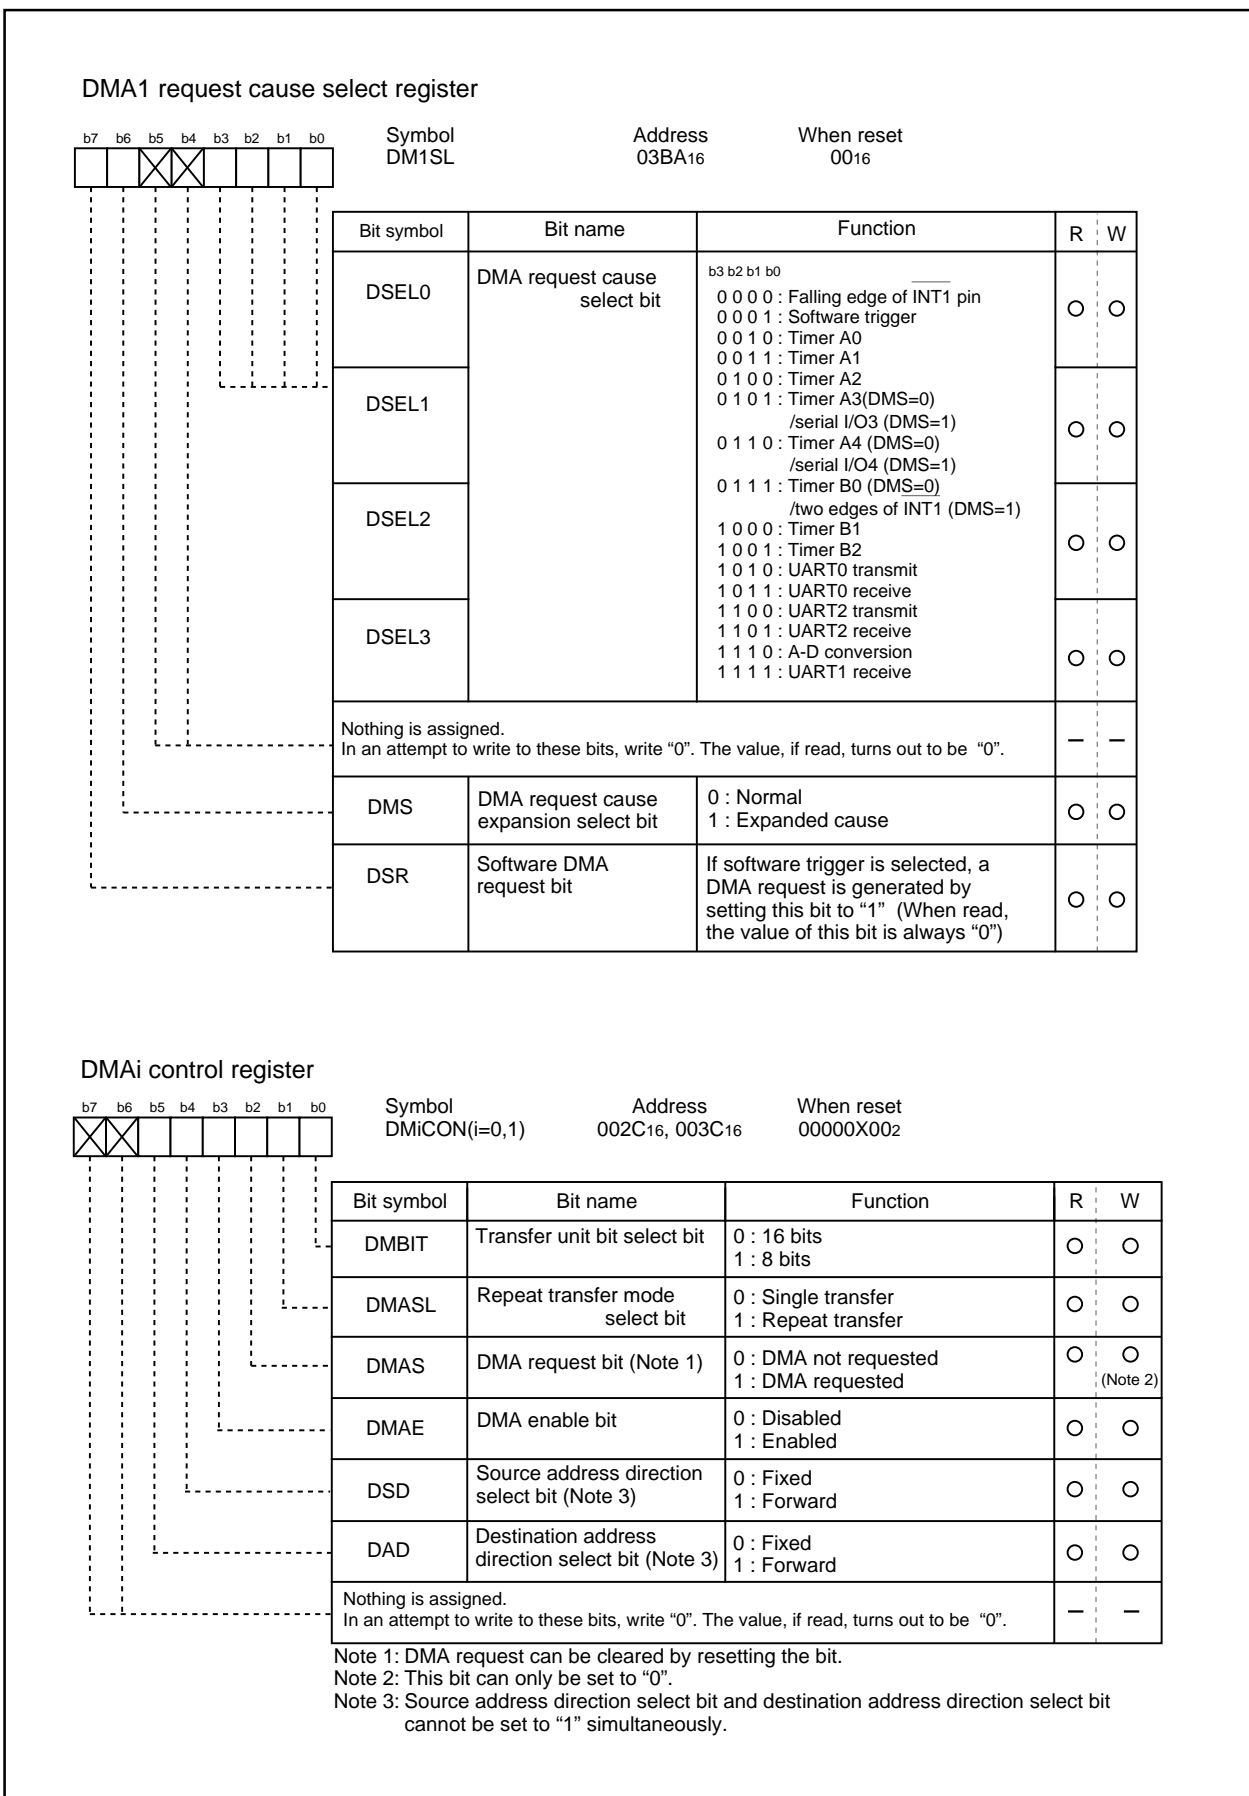 DMA1 request cause select register
b7 b6 b5 b4 b3 b2 b1 b0
Symbol Address When reset
DM1SL 03BA16 0016
Bit symbol Bit name Function R W
DSEL0
DMA request cause
select bit
b3 b2 b1 b0
0 0 0 0 : Falling edge of INT1 pin
0 0 0 1 : Software trigger
0 0 1 0 : Timer A0
0 0 1 1 : Timer A1
0 1 0 0 : Timer A2
0 1 0 1 : Timer A3(DMS=0)
/serial I/O3 (DMS=1)
0 1 1 0 : Timer A4 (DMS=0)
/serial I/O4 (DMS=1)
0 1 1 1 : Timer B0 (DMS=0)
/two edges of INT1 (DMS=1)
1 0 0 0 : Timer B1
1 0 0 1 : Timer B2
1 0 1 0 : UART0 transmit
1 0 1 1 : UART0 receive
1 1 0 0 : UART2 transmit
1 1 0 1 : UART2 receive
1 1 1 0 : A-D conversion
1 1 1 1 : UART1 receive
DSEL1
DSEL2
DSEL3
Nothing is assigned.
In an attempt to write to these bits, write “0”. The value, if read, turns out to be “0”.
DMS
DMA request cause
expansion select bit
0 : Normal
1 : Expanded cause
DSR
Software DMA
request bit
If software trigger is selected, a
DMA request is generated by
setting this bit to “1” (When read,
the value of this bit is always “0”)
DMAi control register
b7 b6 b5 b4 b3 b2 b1 b0
Symbol Address When reset
DMiCON(i=0,1) 002C16, 003C16 00000X002
Bit symbol Bit name Function R W
DMBIT
Transfer unit bit select bit
0 : 16 bits
1 : 8 bits
DMASL
Repeat transfer mode
select bit
0 : Single transfer
1 : Repeat transfer
DMAS
DMA request bit (Note 1)
0 : DMA not requested
1 : DMA requested
(Note 2)
DMAE
DMA enable bit
0 : Disabled
1 : Enabled
DSD
Source address direction
select bit (Note 3)
0 : Fixed
1 : Forward
DAD
Destination address
direction select bit (Note 3)
0 : Fixed
1 : Forward
Nothing is assigned.
In an attempt to write to these bits, write “0”. The value, if read, turns out to be “0”.
Note 1: DMA request can be cleared by resetting the bit.
Note 2: This bit can only be set to “0”.
Note 3: Source address direction select bit and destination address direction select bit
cannot be set to “1” simultaneously.